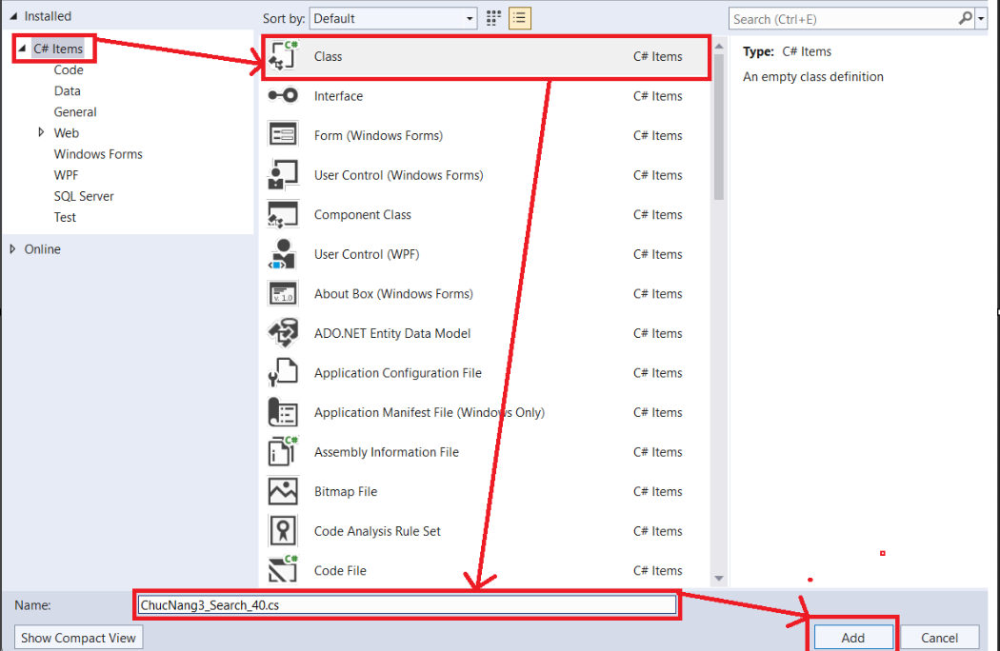 Installed
Sort by: Default
Search (Ctrl+E)
C# Items
Code
Data
General
Web
Windows Forms
WPF
SQL Server
Test
Online
C# Class C# Items
Interface C# Items
Form (Windows Forms) C# Items
User Control (Windows Forms) C# Items
Component Class C# Items
User Control (WPF) C# Items
v. 1.0 About Box (Windows Forms) C# Items
ADO.NET Entity Data Model C# Items
Application Configuration File C# Items
Application Manifest File (Windows Only) C# Items
C# Assembly Information File C# Items
Bitmap File C# Items
Code Analysis Rule Set C# Items
C# Code File C# Items
Type: C# Items
An empty class definition
Name: ChucNang3_Search_40.cs
Show Compact View
Add
Cancel